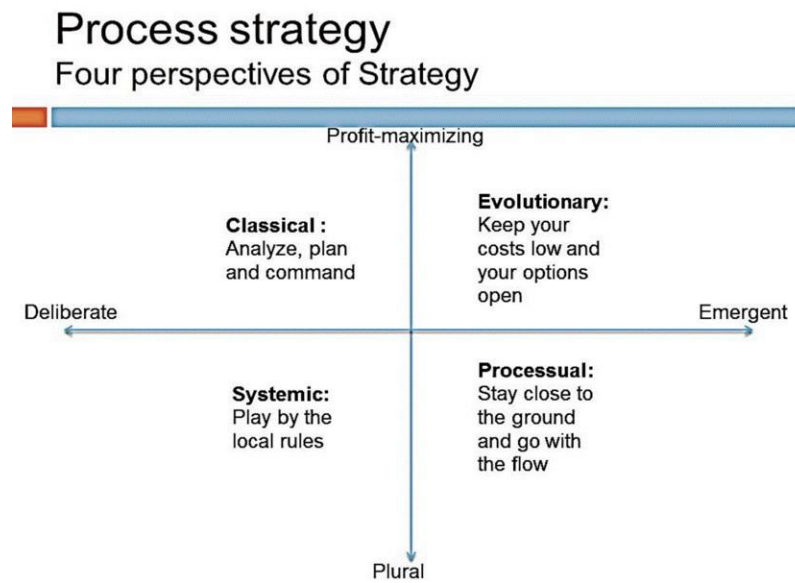 Process strategy
Four perspectives of Strategy
Profit-maximizing
Classical :
Analyze, plan
and command
Evolutionary:
Keep your
costs low and
your options
open
Deliberate
Emergent
Systemic:
Play by the
local rules
Processual:
Stay close to
the ground
and go with
the flow
Plural